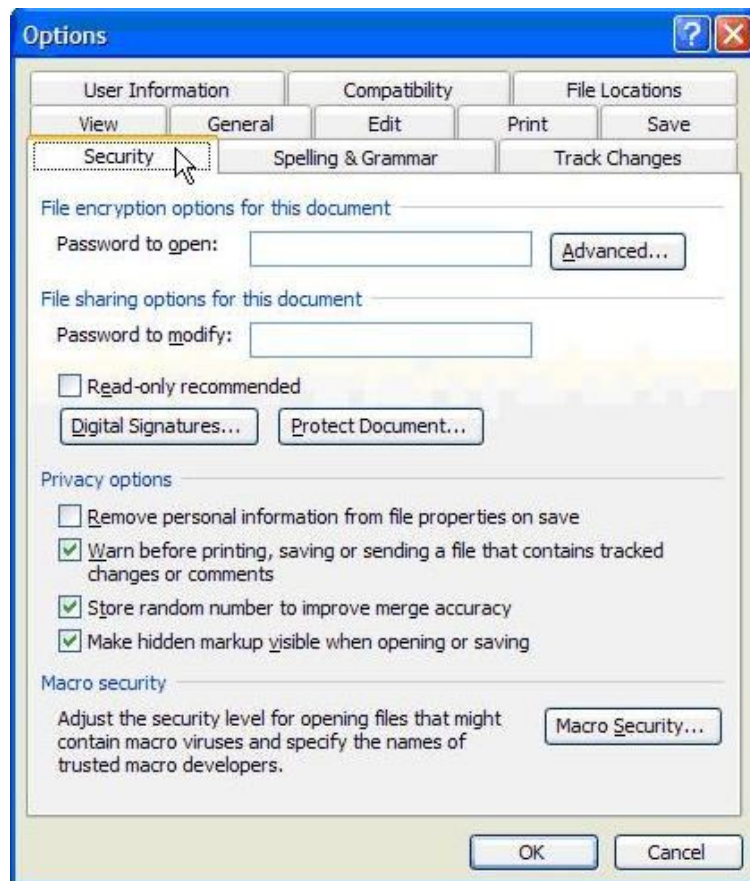 Options
User Information Compatibility File Locations
View General Edit Print Save
Security Spelling & Grammar Track Changes
File encryption options for this document
Password to open: Advanced...
File sharing options for this document
Password to modify:
Read-only recommended
Digital Signatures... Protect Document...
Privacy options
Remove personal information from file properties on save
Warn before printing, saving or sending a file that contains tracked
changes or comments
Store random number to improve merge accuracy
Make hidden markup visible when opening or saving
Macro security
Adjust the security level for opening files that might
contain macro viruses and specify the names of
trusted macro developers.
Macro Security...
OK Cancel